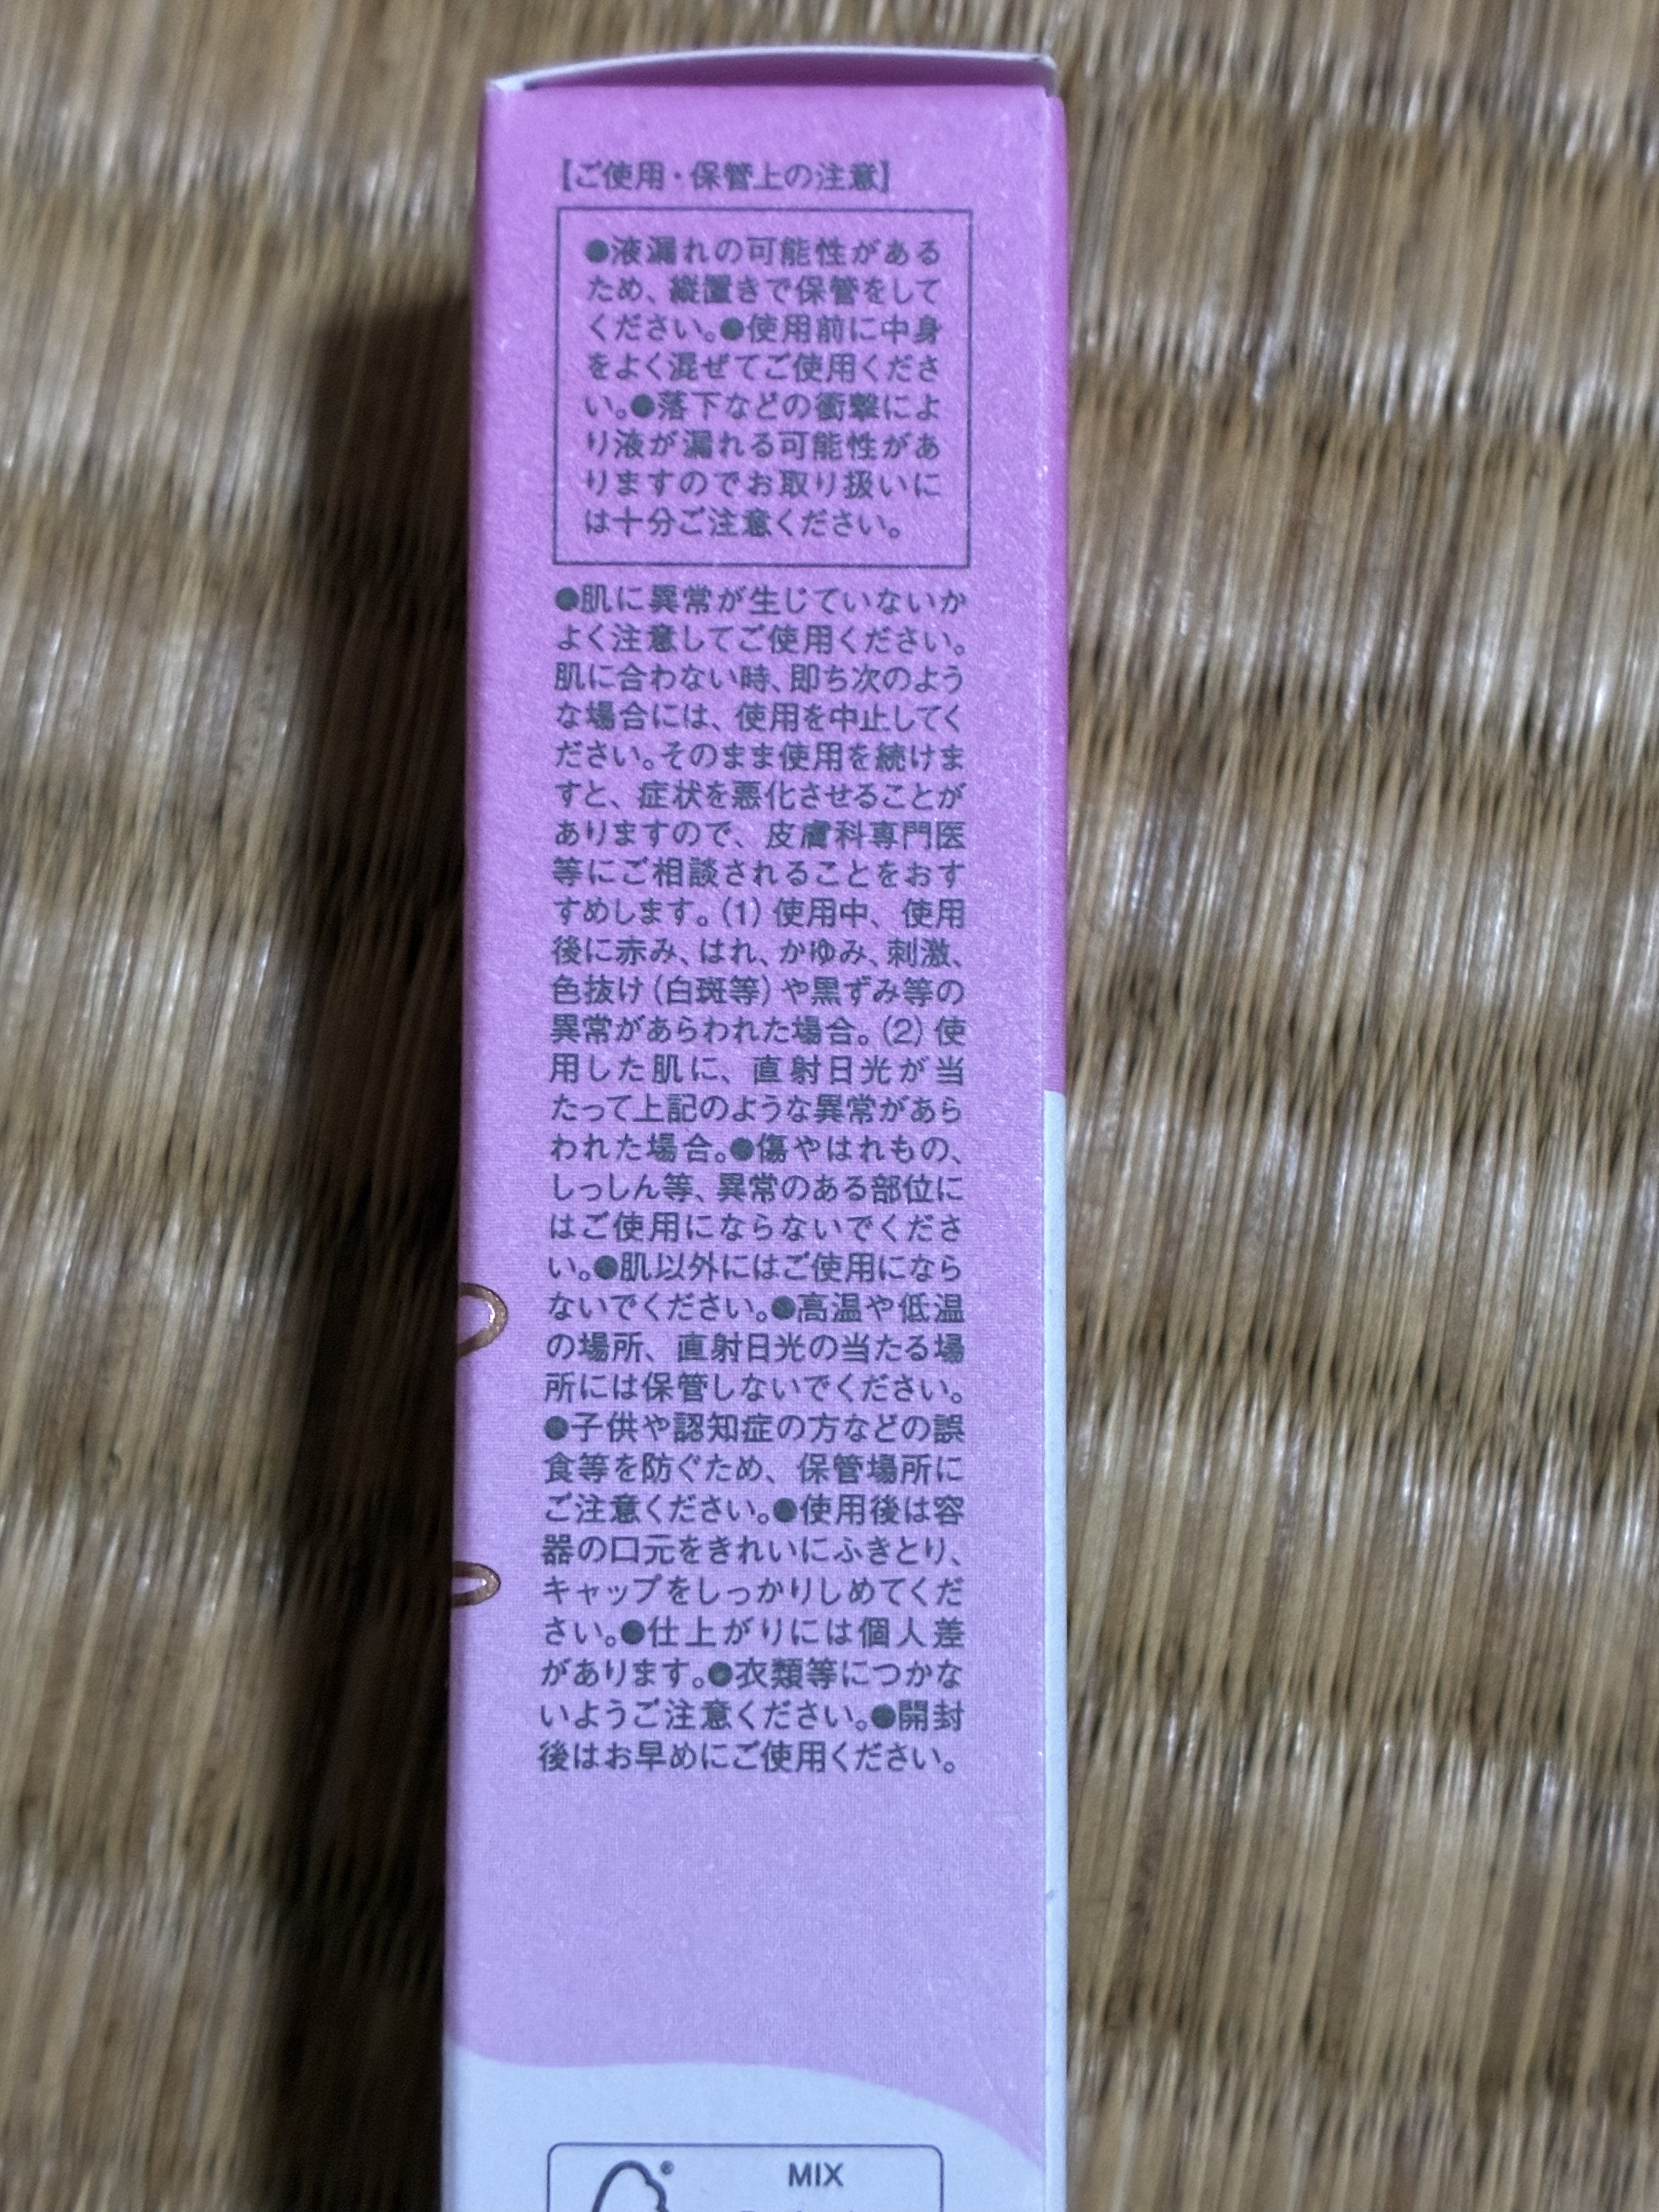 【ご使用・保管上の注意】
●液漏れの可能性がある
ため、縦置きで保管をして
ください。●使用前に中身
をよく混ぜてご使用くださ
い。●落下などの衝撃によ
り液が漏れる可能性があ
りますのでお取り扱いに
は十分ご注意ください。
●肌に異常が生じていないか
よく注意してご使用ください。
肌に合わない時、即ち次のよう
な場合には、使用を中止してく
ださい。そのまま使用を続けま
すと、症状を悪化させることが
ありますので、皮膚科専門医
等にご相談されることをおす
すめします。(1) 使用中、使用
後に赤み、はれ、かゆみ、刺激、
色抜け(白斑等)や黒ずみ等の
異常があらわれた場合。(2) 使
用した肌に、直射日光が当
たって上記のような異常があら
われた場合。●傷やはれもの、
しっしん等、異常のある部位に
はご使用にならないでくださ
い。●肌以外にはご使用になら
ないでください。●高温や低温
の場所、直射日光の当たる場
所には保管しないでください。
●子供や認知症の方などの誤
食等を防ぐため、保管場所に
ご注意ください。●使用後は容
器の口元をきれいにふきとり、
キャップをしっかりしめてくだ
さい。●仕上がりには個人差
があります。●衣類等につかな
いようご注意ください。●開封
後はお早めにご使用ください。
®
MIX